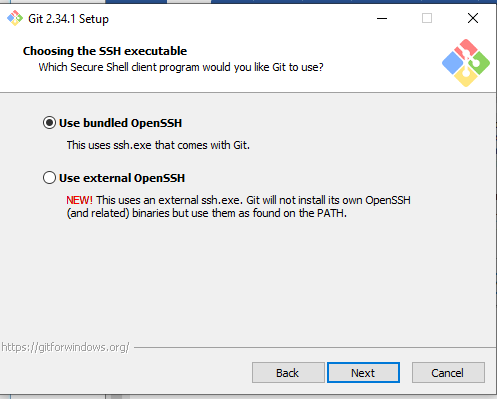 Git 2.34.1 Setup
Choosing the SSH executable
Which Secure Shell client program would you like Git to use?
Use bundled OpenSSH
This uses ssh.exe that comes with Git.
Use external OpenSSH
NEW! This uses an external ssh.exe. Git will not install its own OpenSSH
(and related) binaries but use them as found on the PATH.
https://gitforwindows.org/
Back
Next
Cancel